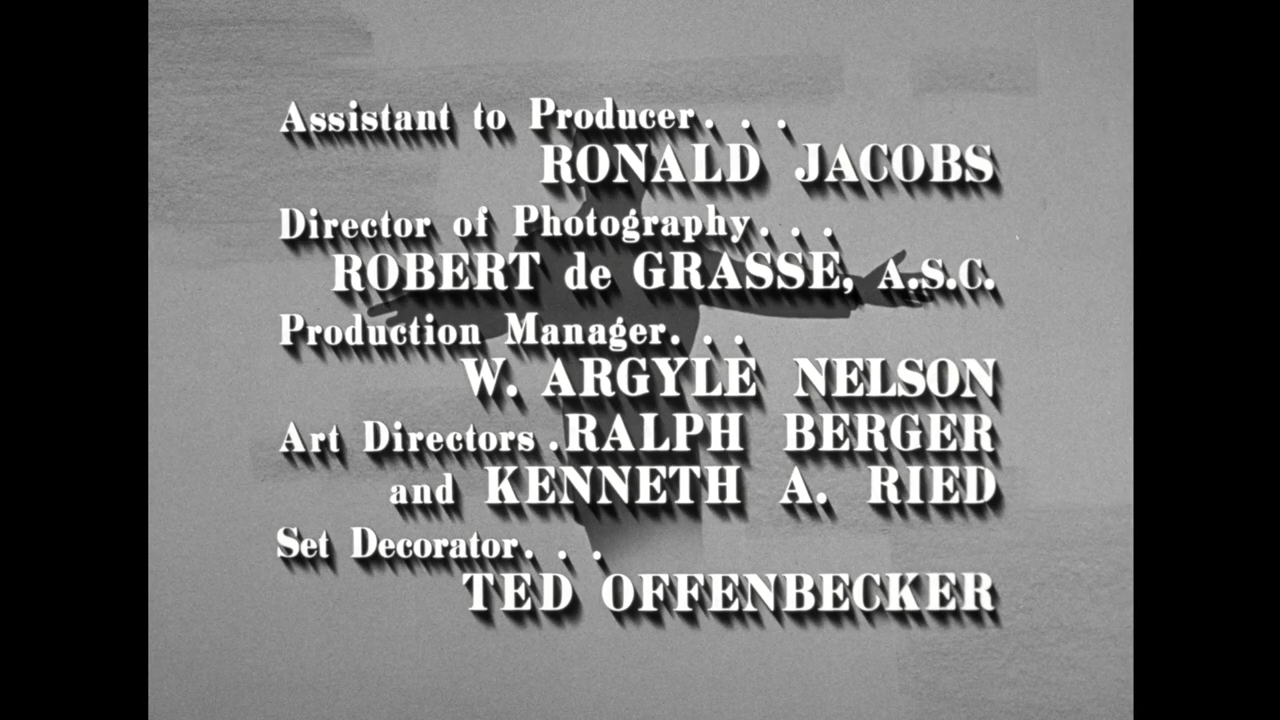 Assistant to Producer. . .
RONALD JACOBS
Director of Photography. . .
ROBERT de GRASSE, A.S.C.
Production Manager. . .
W. ARGYLE NELSON
Art Directors .RALPH BERGER
and KENNETH A. RIED
Set Decorator. . .
TED OFFENBECKER